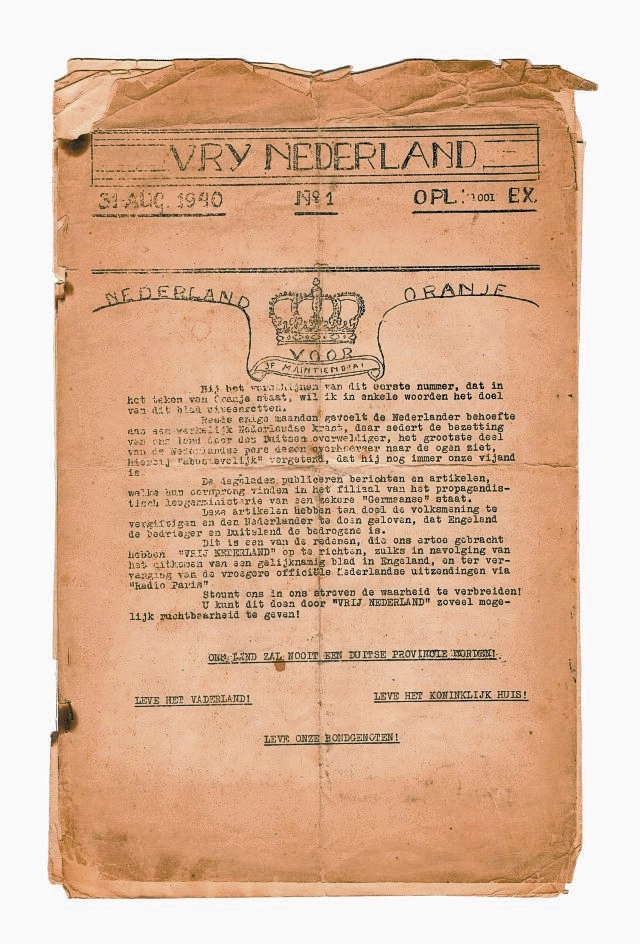 VRY NEDERLAND
31 AUG. 1940 No 1 OPL: 1001 EX.
NEDERLAND ORANJE
VOOR
JE MAINTIENDRAI
Bij het verschijnen van dit eerste nummer, dat in
het teken van Oranje staat, wil ik in enkele woorden het doel
van dit blad uiteenzetten.
Reeds enige maanden gevoelt de Nederlander behoefte
aan een werkelijk Nederlandse krant, daar sedert de bezetting
van ons land door den Duitsen overweldiger, het grootste deel
van de Nederlandse pers dezen overheerser naar de ogen ziet,
hierbij "abusievelijk" vergetend, dat hij nog immer onze vijand
is.
De dagbladen publiceren berichten en artikelen,
welke hun oorsprong vinden in het filiaal van het propagandis-
tisch leugenministerie van een zekere "Germaanse" staat.
Deze artikelen hebben tan doel de volksmening te
vergiftigen en den Nederlander te doen geloven, dat Engeland
de bedrieger en Duitsland de bedrogene is.
Dit is een van de redenen, die ons ertoe gebracht
hebben "VRIJ NEDERLAND" op te richten, zulks in navolging van
het uitkomen van een gelijknamig blad in Engeland, en ter ver-
vanging van de vroegere officiële Nederlandse uitzendingen via
"Radio Paris".
Steunt ons in ons streven de waarheid te verbreiden!
U kunt dit doen door "VRIJ NEDERLAND" zoveel moge-
lijk ruchtbaarheid te geven!
ONS LAND ZAL NOOIT EEN DUITSE PROVINCIE WORDEN!.
LEVE HET VADERLAND! LEVE HET KONINKLIJK HUIS!
LEVE ONZE BONDGENOTEN!